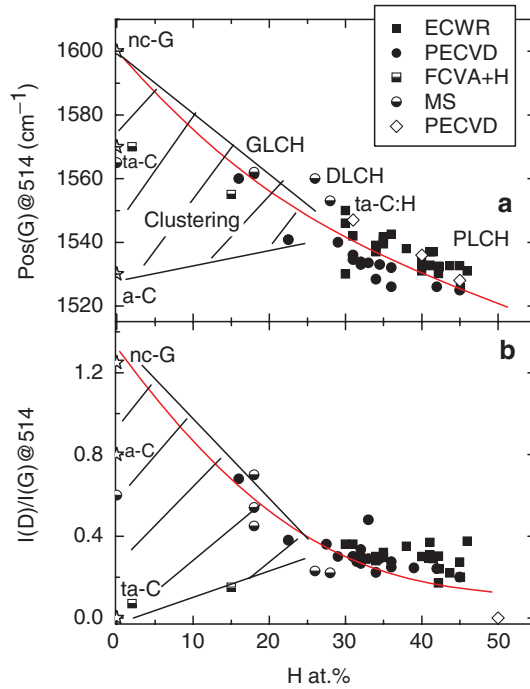 ECWR
PECVD
FCVA+H
MS
PECVD
1600
1580
1560
1540
1520
Pos(G)@514 (cm⁻¹)
nc-G
ta-C
GLCH
DLCH
ta-C:H
Clustering
a
a-C
PLCH
b
1.2
0.8
0.4
0.0
I(D)/I(G)@514
nc-G
a-C
ta-C
0 10 20 30 40 50
H at.%